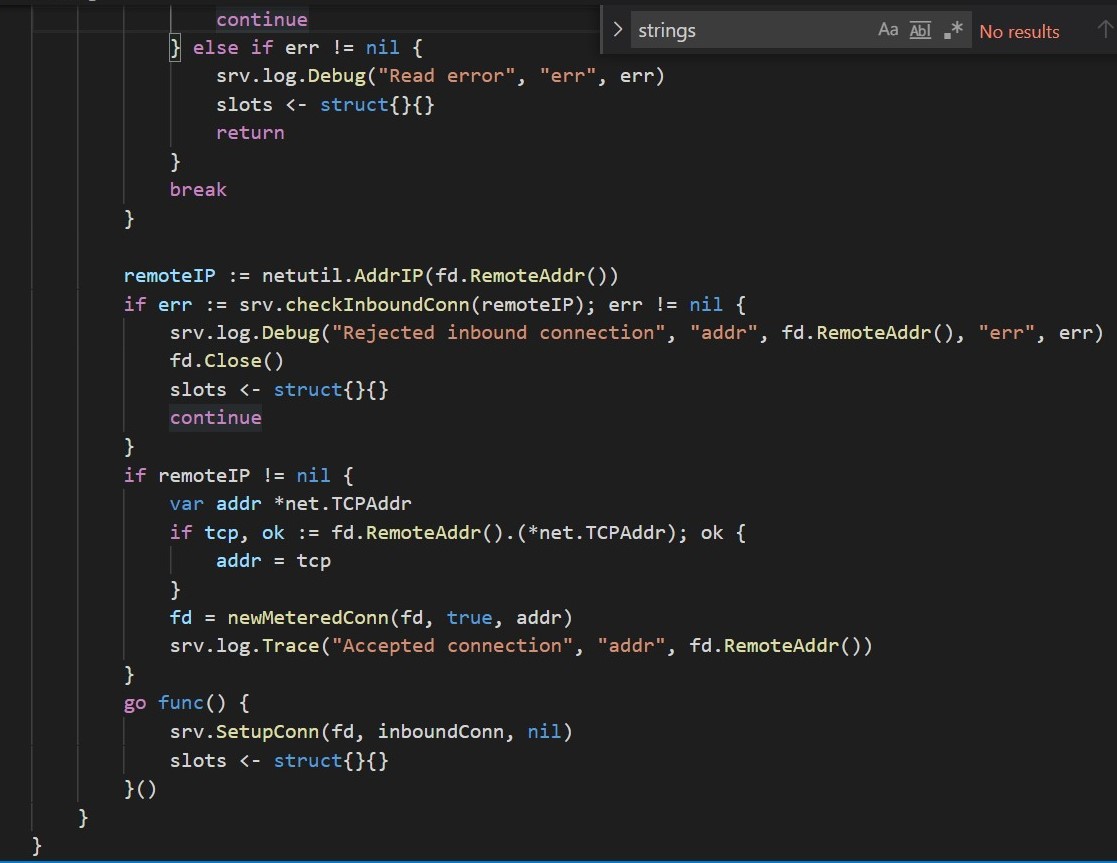 continue
strings Aa Abl .* No results
} else if err != nil {
srv.log.Debug("Read error", "err", err)
slots <- struct{}{}
return
}
break
}
remoteIP := netutil.AddrIP(fd.RemoteAddr())
if err := srv.checkInboundConn(remoteIP); err != nil {
srv.log.Debug("Rejected inbound connection", "addr", fd.RemoteAddr(), "err", err)
fd.Close()
slots <- struct{}{}
continue
}
if remoteIP != nil {
var addr *net.TCPAddr
if tcp, ok := fd.RemoteAddr().(*net.TCPAddr); ok {
addr = tcp
}
fd = newMeteredConn(fd, true, addr)
srv.log.Trace("Accepted connection", "addr", fd.RemoteAddr())
}
go func() {
srv.SetupConn(fd, inboundConn, nil)
slots <- struct{}{}
}()
}
}